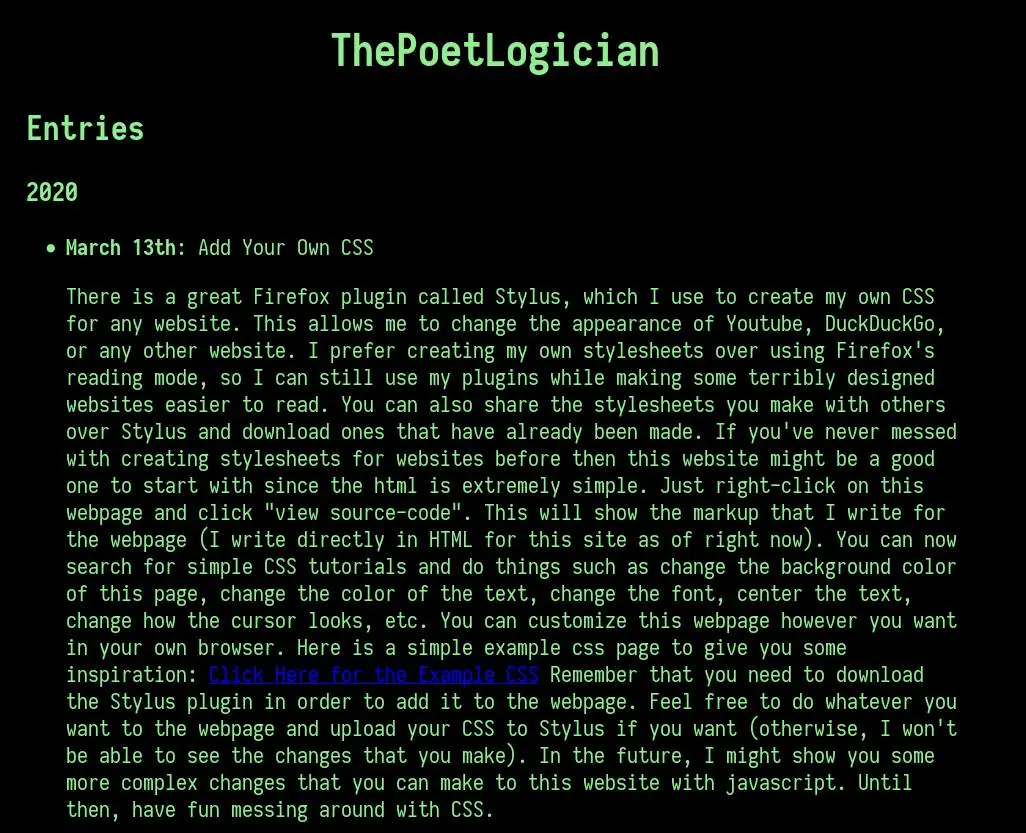 ThePoetLogician
Entries
2020
• March 13th: Add Your Own CSS
There is a great Firefox plugin called Stylus, which I use to create my own CSS
for any website. This allows me to change the appearance of Youtube, DuckDuckGo,
or any other website. I prefer creating my own stylesheets over using Firefox's
reading mode, so I can still use my plugins while making some terribly designed
websites easier to read. You can also share the stylesheets you make with others
over Stylus and download ones that have already been made. If you've never messed
with creating stylesheets for websites before then this website might be a good
one to start with since the html is extremely simple. Just right-click on this
webpage and click "view source-code". This will show the markup that I write for
the webpage (I write directly in HTML for this site as of right now). You can now
search for simple CSS tutorials and do things such as change the background color
of this page, change the color of the text, change the font, center the text,
change how the cursor looks, etc. You can customize this webpage however you want
in your own browser. Here is a simple example css page to give you some
inspiration: Click Here for the Example CSS Remember that you need to download
the Stylus plugin in order to add it to the webpage. Feel free to do whatever you
want to the webpage and upload your CSS to Stylus if you want (otherwise, I won't
be able to see the changes that you make). In the future, I might show you some
more complex changes that you can make to this website with javascript. Until
then, have fun messing around with CSS.